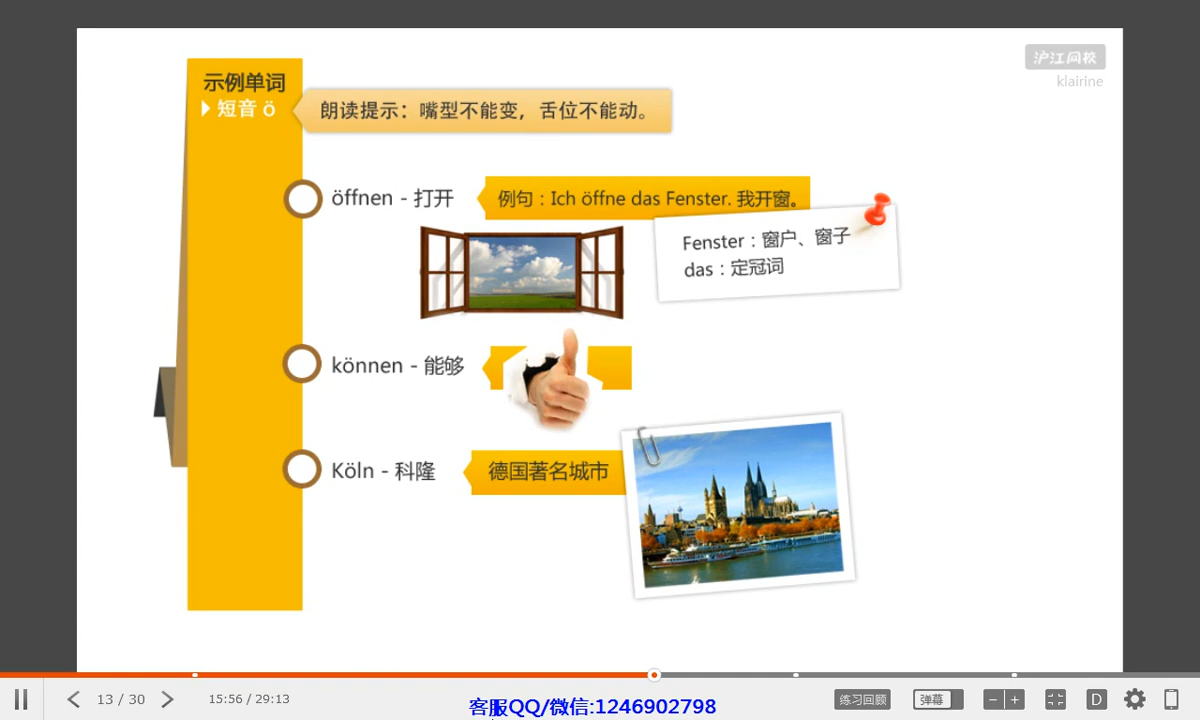 示例单词
短音 ö
朗读提示：嘴型不能变，舌位不能动。
沪江网校
klairine
öffnen - 打开
例句：Ich öffne das Fenster. 我开窗。
Fenster：窗户、窗子
das：定冠词
können - 能够
Köln - 科隆
德国著名城市
13 / 30
15:56 / 29:13
客服QQ/微信:1246902798
练习回顾
弹幕
D